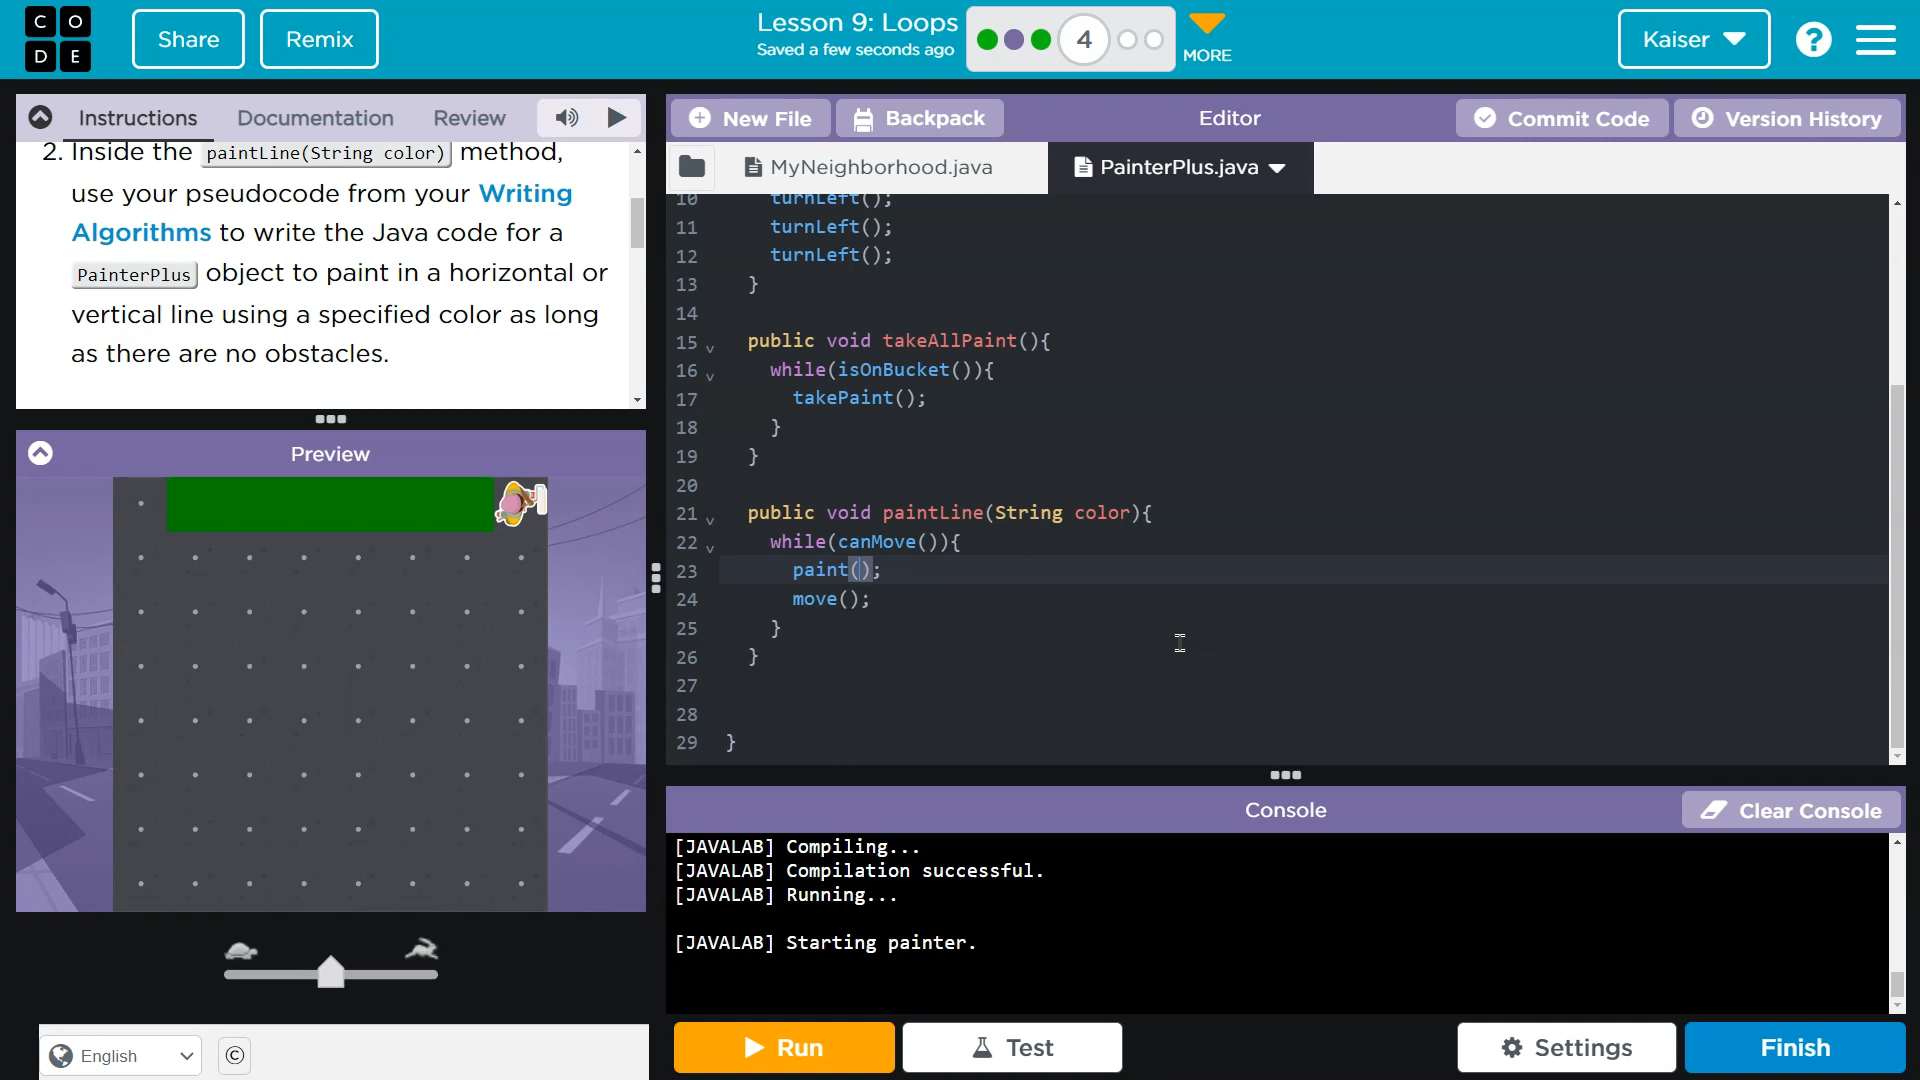 C O D E
Share
Remix
Lesson 9: Loops
Saved a few seconds ago
4
MORE
Kaiser
?
Instructions
Documentation
Review
2. Inside the paintLine(String color) method,
use your pseudocode from your Writing
Algorithms to write the Java code for a
PainterPlus object to paint in a horizontal or
vertical line using a specified color as long
as there are no obstacles.
Preview
English
©
New File
Backpack
Editor
Commit Code
Version History
MyNeighborhood.java
PainterPlus.java
10 turnLeft();
11 turnLeft();
12 turnLeft();
13 }
14
15 public void takeAllPaint(){
16 while(isOnBucket()){
17 takePaint();
18 }
19 }
20
21 public void paintLine(String color){
22 while(canMove()){
23 paint();
24 move();
25 }
26 }
27
28
29 }
Console
Clear Console
[JAVALAB] Compiling...
[JAVALAB] Compilation successful.
[JAVALAB] Running...
[JAVALAB] Starting painter.
Run
Test
Settings
Finish